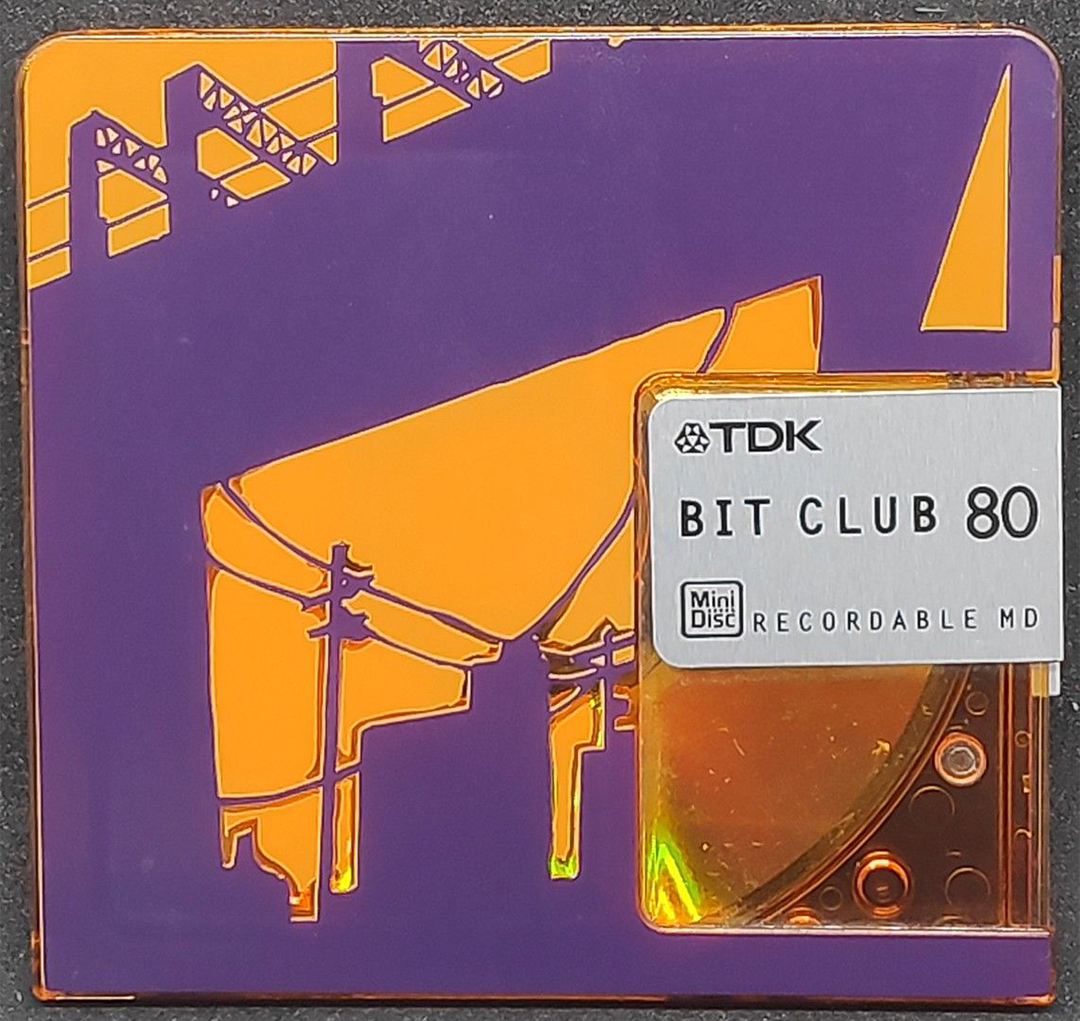 TDK
BIT CLUB 80
Mini
Disc
RECORDABLE MD